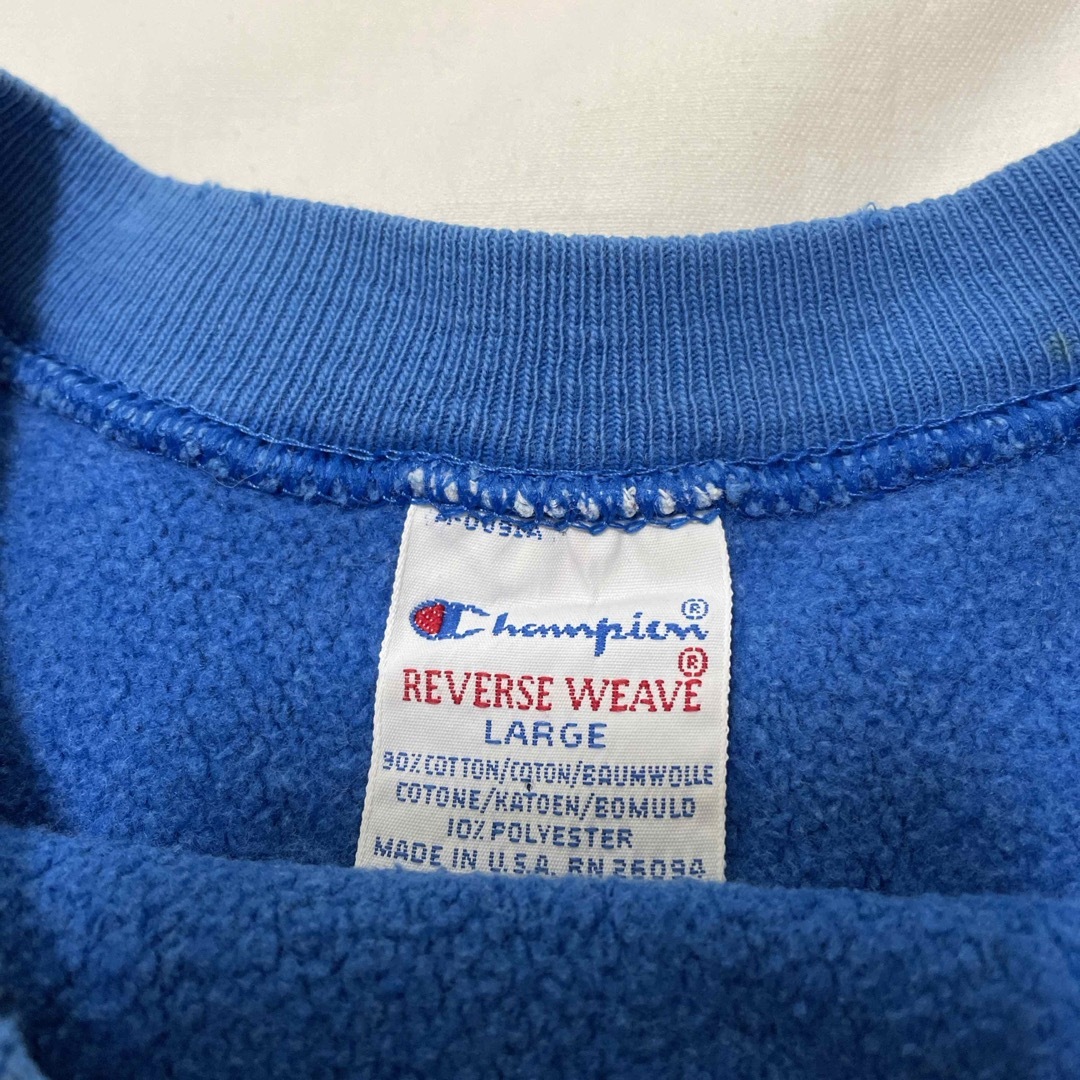 Champion®
REVERSE WEAVE®
LARGE
90% COTTON/COTON/BAUMWOLLE
COTONE/KATOEN/BOMULD
10% POLYESTER
MADE IN U.S.A. RN 26094